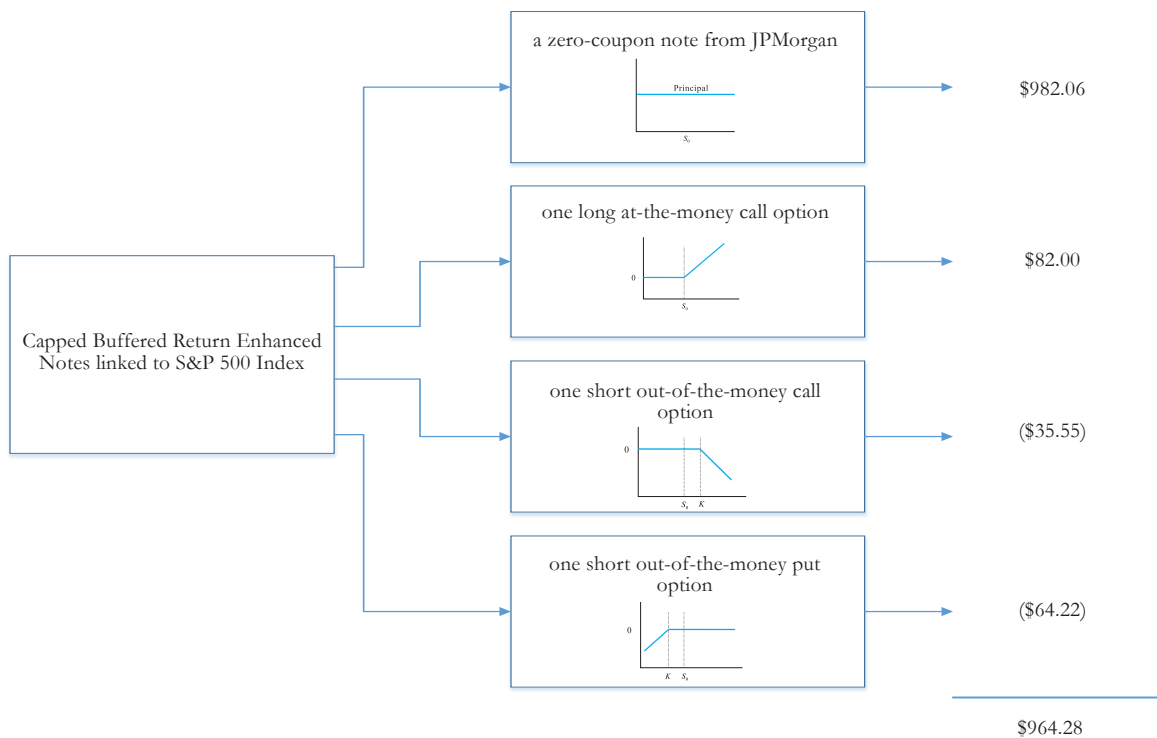 a zero-coupon note from JPMorgan
Principal
S0
$982.06
one long at-the-money call option
0
S0
$82.00
Capped Buffered Return Enhanced
Notes linked to S&P 500 Index
one short out-of-the-money call
option
0
S0 K
($35.55)
one short out-of-the-money put
option
0
K S0
($64.22)
$964.28